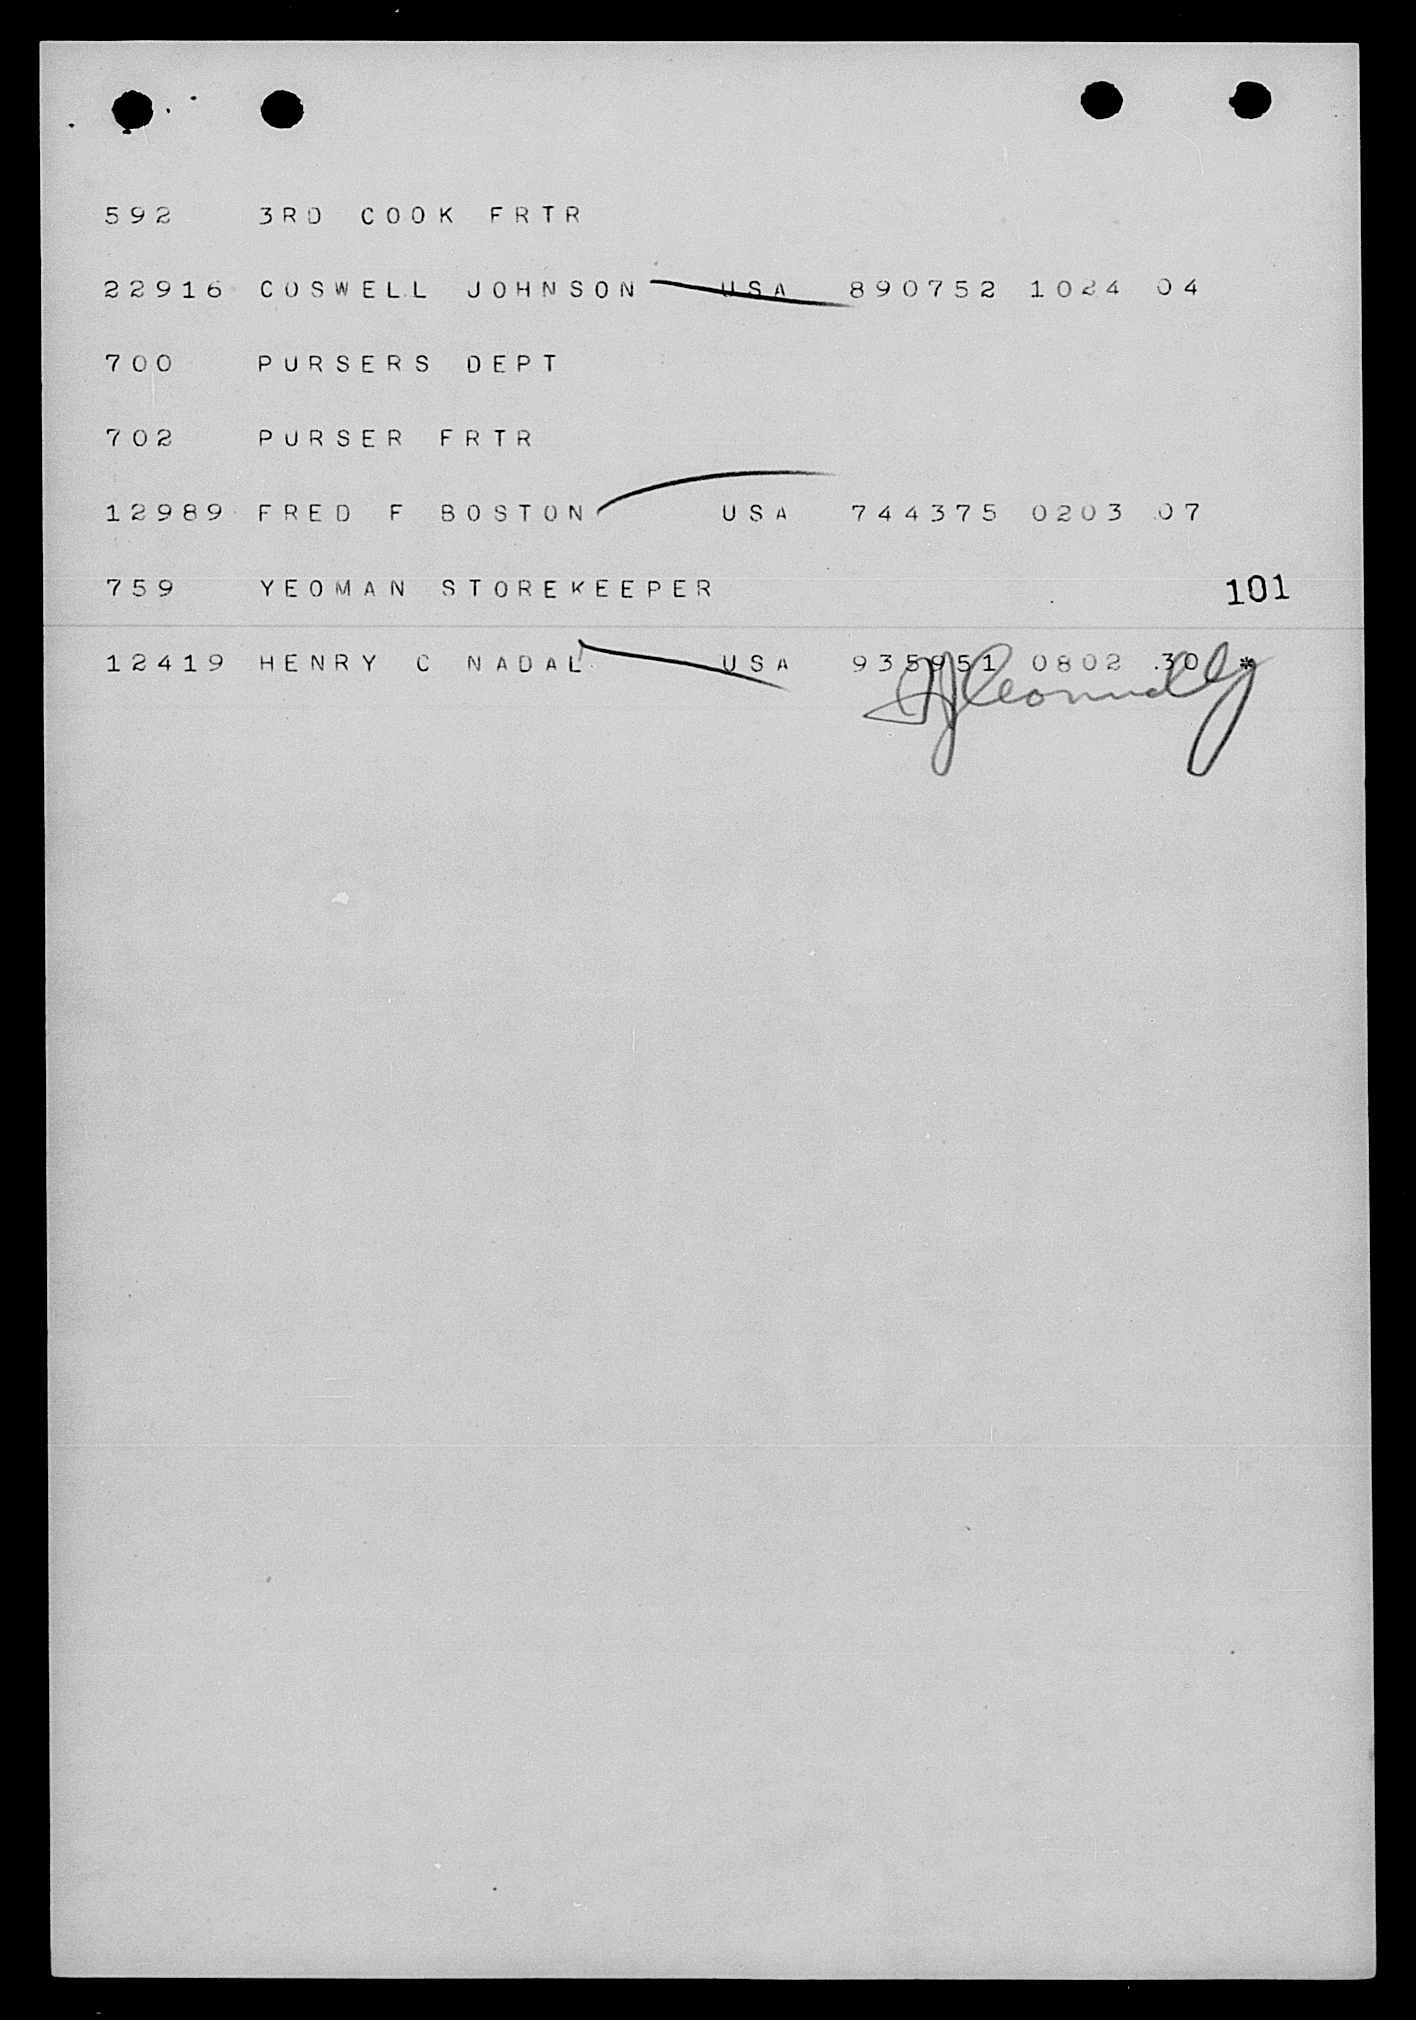 592 3RD COOK FRTR
22916 COSWELL JOHNSON USA 890752 1024 04
700 PURSERS DEPT
702 PURSER FRTR
12989 FRED F BOSTON USA 744375 0203 07
759 YEOMAN STOREKEEPER 101
12419 HENRY C NADAL USA 935951 0802 30 *